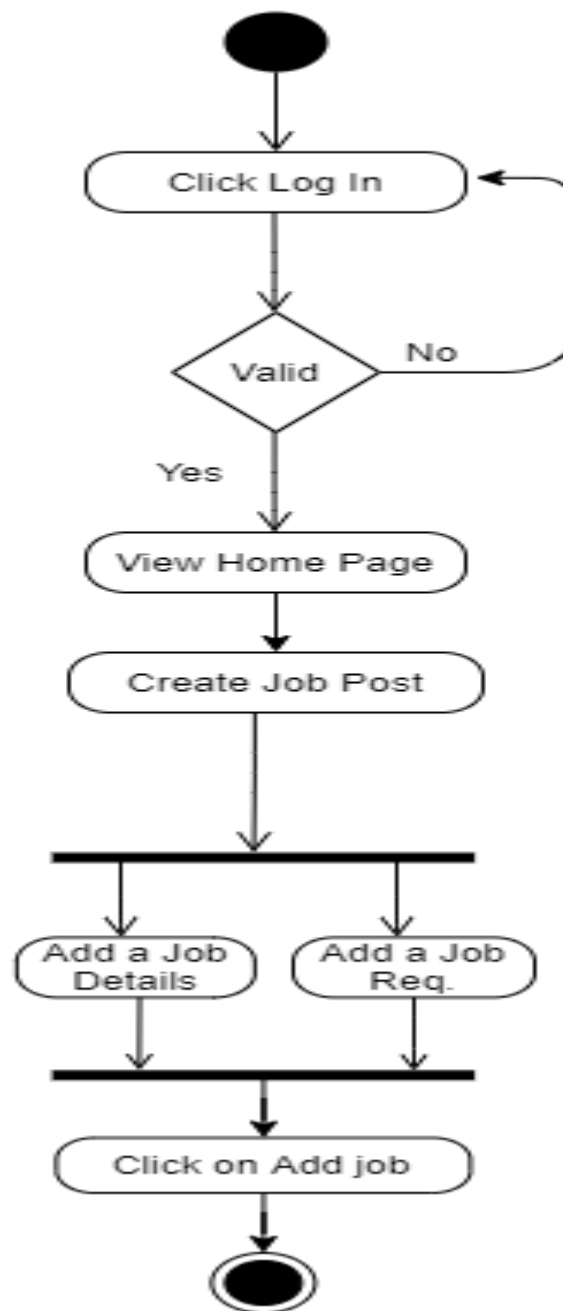 Click Log In
Valid
No
Yes
View Home Page
Create Job Post
Add a Job
Details
Add a Job
Req.
Click on Add job